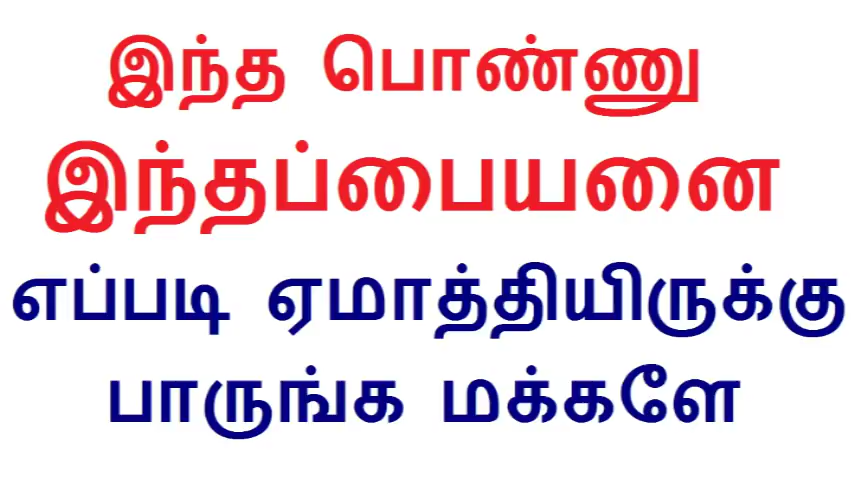 இந்த பொண்ணு
இந்தப்பையனை
எப்படி ஏமாத்தியிருக்கு
பாருங்க மக்களே